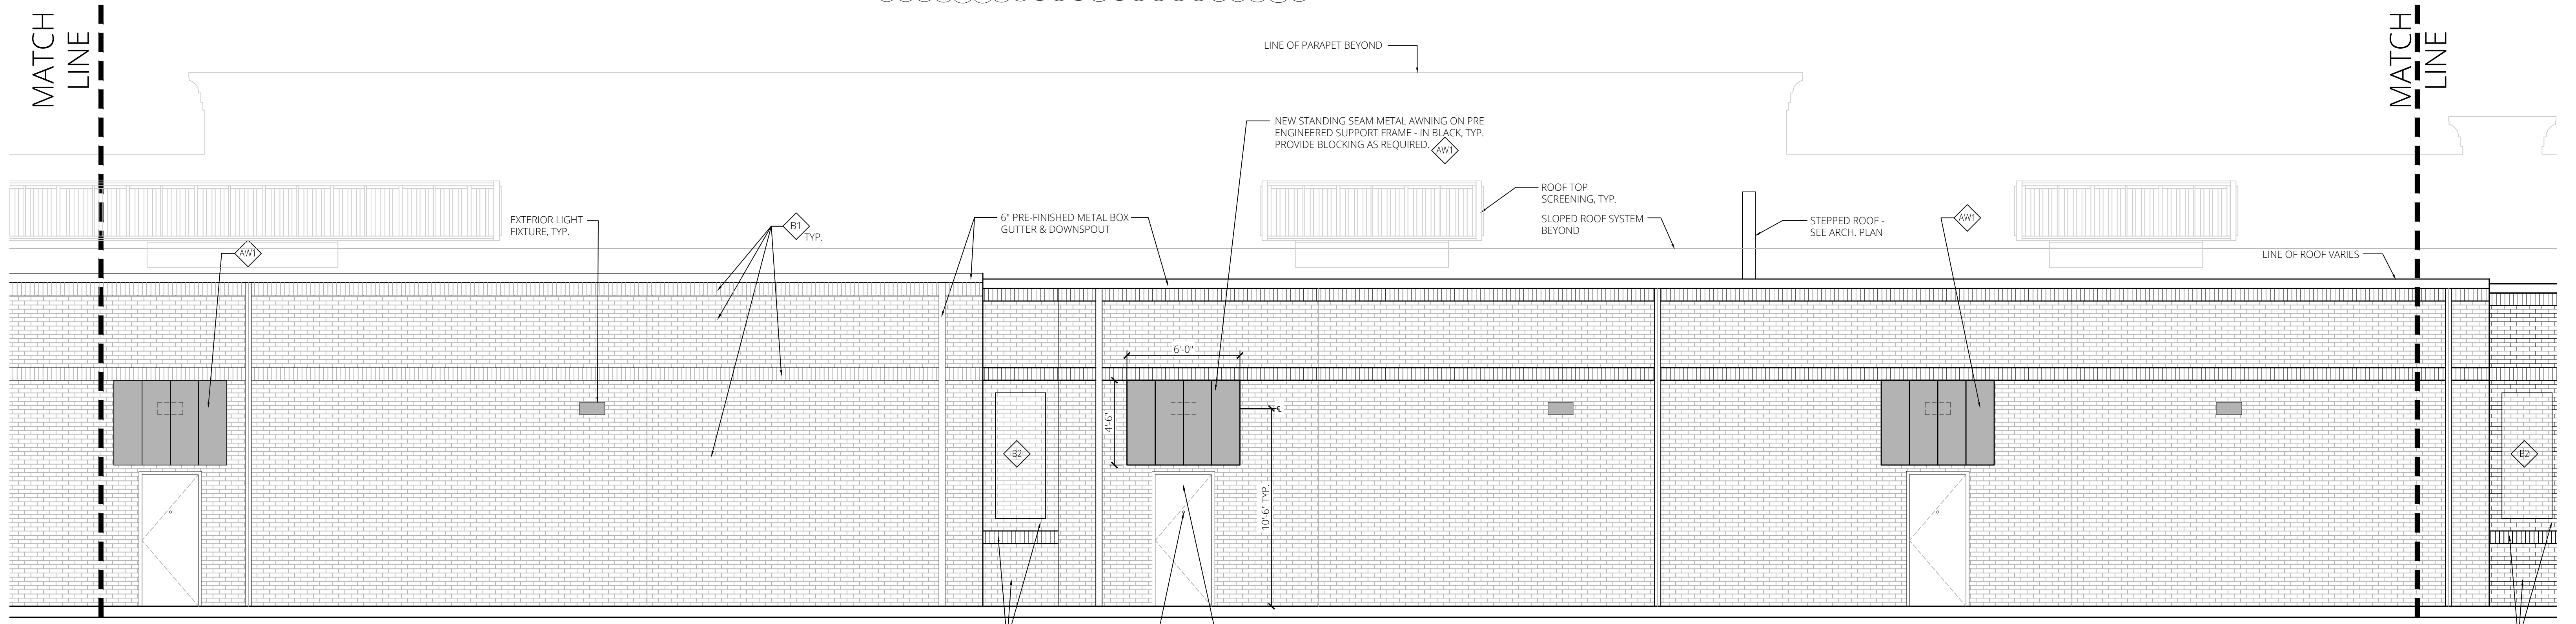 MATCH
LINE
LINE OF PARAPET BEYOND
MATCH
LINE
NEW STANDING SEAM METAL AWNING ON PRE
ENGINEERED SUPPORT FRAME - IN BLACK, TYP.
PROVIDE BLOCKING AS REQUIRED.
AW1
ROOF TOP
SCREENING, TYP.
EXTERIOR LIGHT
FIXTURE, TYP.
B1
TYP.
6" PRE-FINISHED METAL BOX
GUTTER & DOWNSPOUT
SLOPED ROOF SYSTEM
BEYOND
STEPPED ROOF -
SEE ARCH. PLAN
AW1
AW1
LINE OF ROOF VARIES
6'-0"
4'-6"
10'-6" TYP.
B2
B2